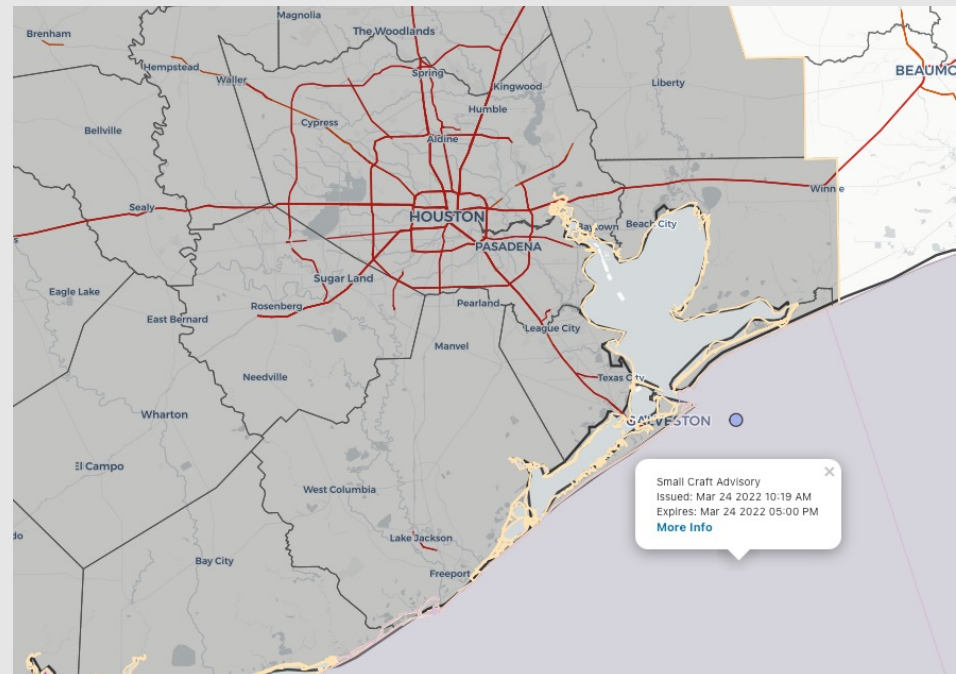 Magnolia
Brenham
The Woodlands
Hempstead
Waller
Spring
Kingwood
Liberty
BEAUMO
Humble
Cypress
Bellville
Aldine
Winnie
Sealy
HOUSTON
Baytown
Beach City
PASADENA
Sugar Land
Eagle Lake
Rosenberg
Pearland
East Bernard
League City
Manvel
Needville
Texas City
Wharton
GALVESTON
El Campo
West Columbia
Small Craft Advisory
Issued: Mar 24 2022 10:19 AM
Expires: Mar 24 2022 05:00 PM
More Info
Lake Jackson
Bay City
Freeport